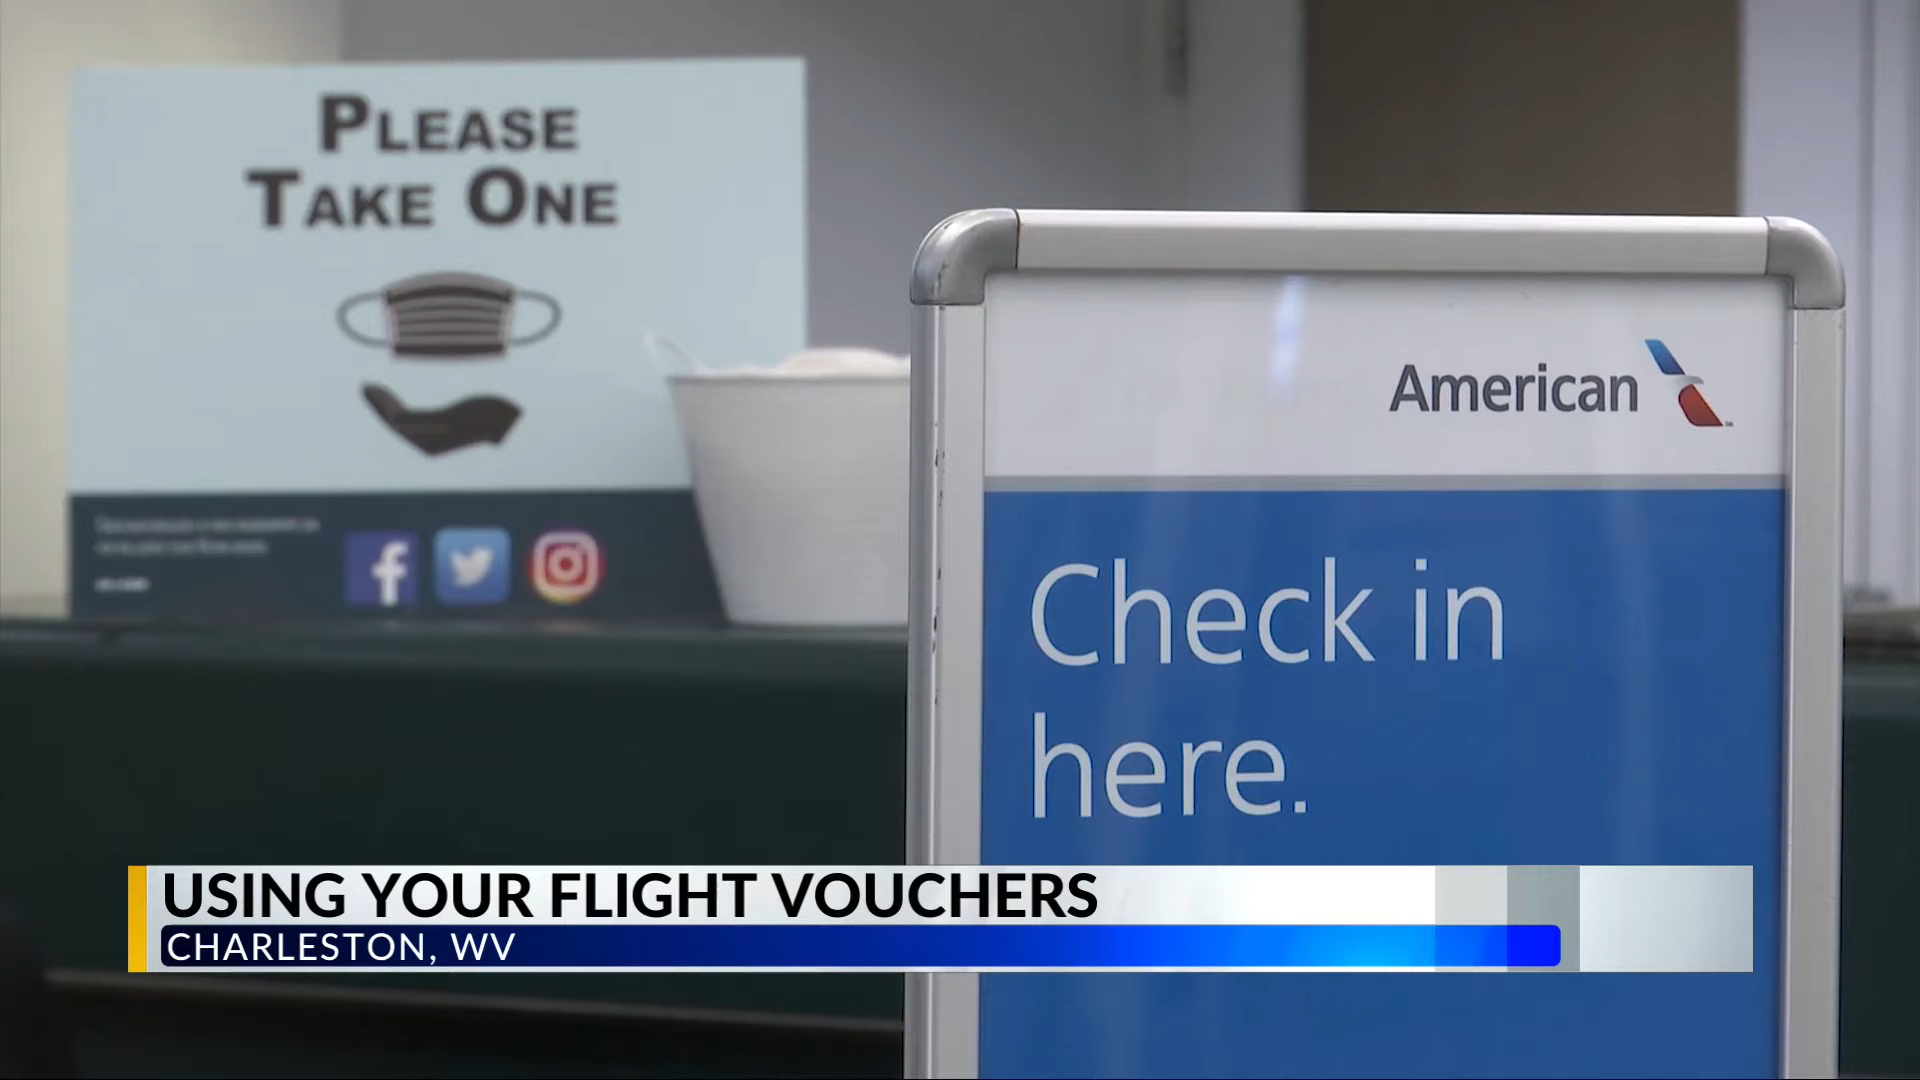 PLEASE
TAKE ONE
American
Check in
here.
USING YOUR FLIGHT VOUCHERS
CHARLESTON, WV